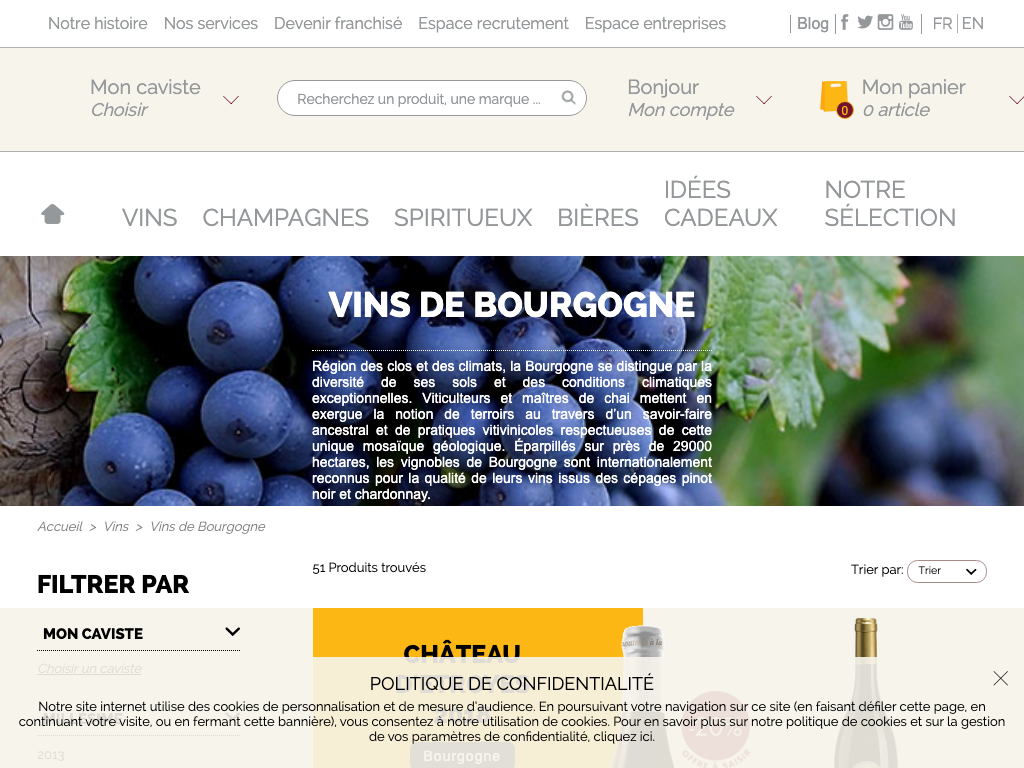 Notre histoire Nos services Devenir franchisé Espace recrutement Espace entreprises Blog FR EN
Mon caviste
Choisir
Recherchez un produit, une marque ...
Bonjour
Mon compte
0
Mon panier
0 article
VINS CHAMPAGNES SPIRITUEUX BIÈRES IDÉES CADEAUX NOTRE SÉLECTION
VINS DE BOURGOGNE
Région des clos et des climats, la Bourgogne se distingue par la
diversité de ses sols et des conditions climatiques
exceptionnelles. Viticulteurs et maîtres de chai mettent en
exergue la notion de terroirs au travers d'un savoir-faire
ancestral et de pratiques vitivinicoles respectueuses de cette
unique mosaïque géologique. Éparpillés sur près de 29000
hectares, les vignobles de Bourgogne sont internationalement
reconnus pour la qualité de leurs vins issus des cépages pinot
noir et chardonnay.
Accueil > Vins > Vins de Bourgogne
FILTRER PAR
51 Produits trouvés
Trier par: Trier
MON CAVISTE
Choisir un caviste
MILLÉSIME
2013
CHÂTEAU
Bourgogne
-20%
OFFRE À SAISIR
POLITIQUE DE CONFIDENTIALITÉ
Notre site internet utilise des cookies de personnalisation et de mesure d'audience. En poursuivant votre navigation sur ce site (en faisant défiler cette page, en
continuant votre visite, ou en fermant cette bannière), vous consentez à notre utilisation de cookies. Pour en savoir plus sur notre politique de cookies et sur la gestion
de vos paramètres de confidentialité, cliquez ici.